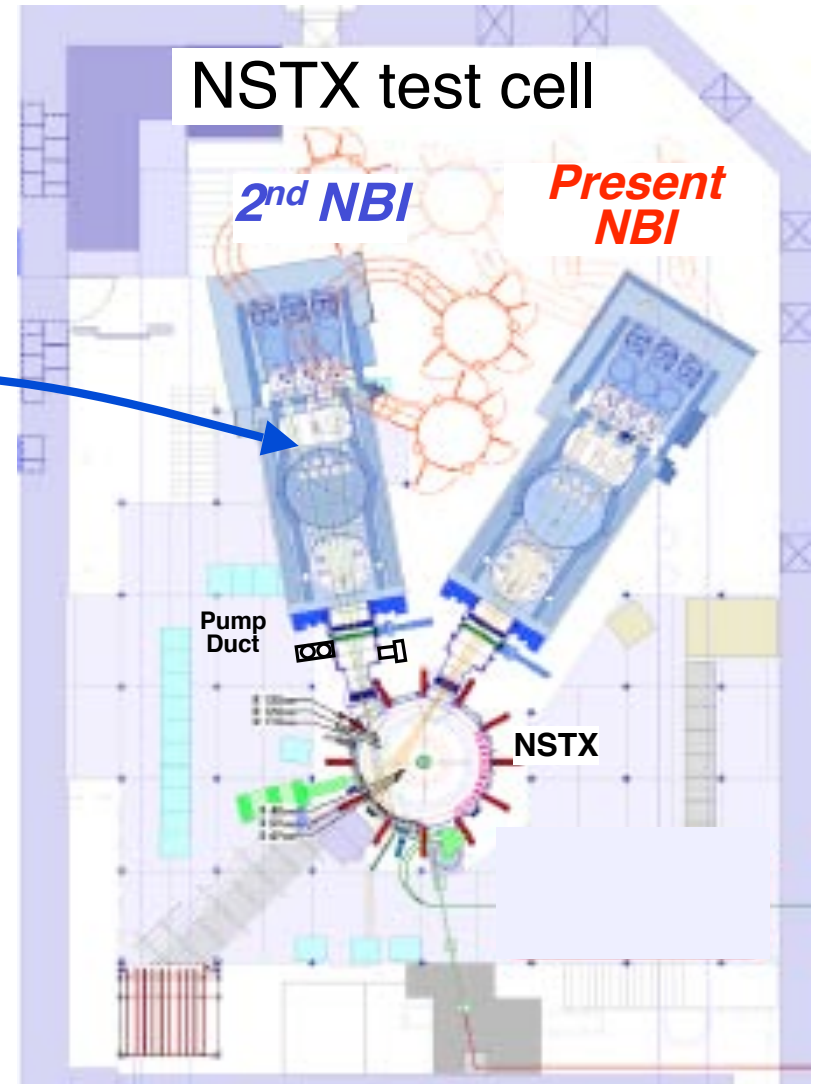 NSTX test cell
2nd NBI
Present
NBI
Pump
Duct
NSTX